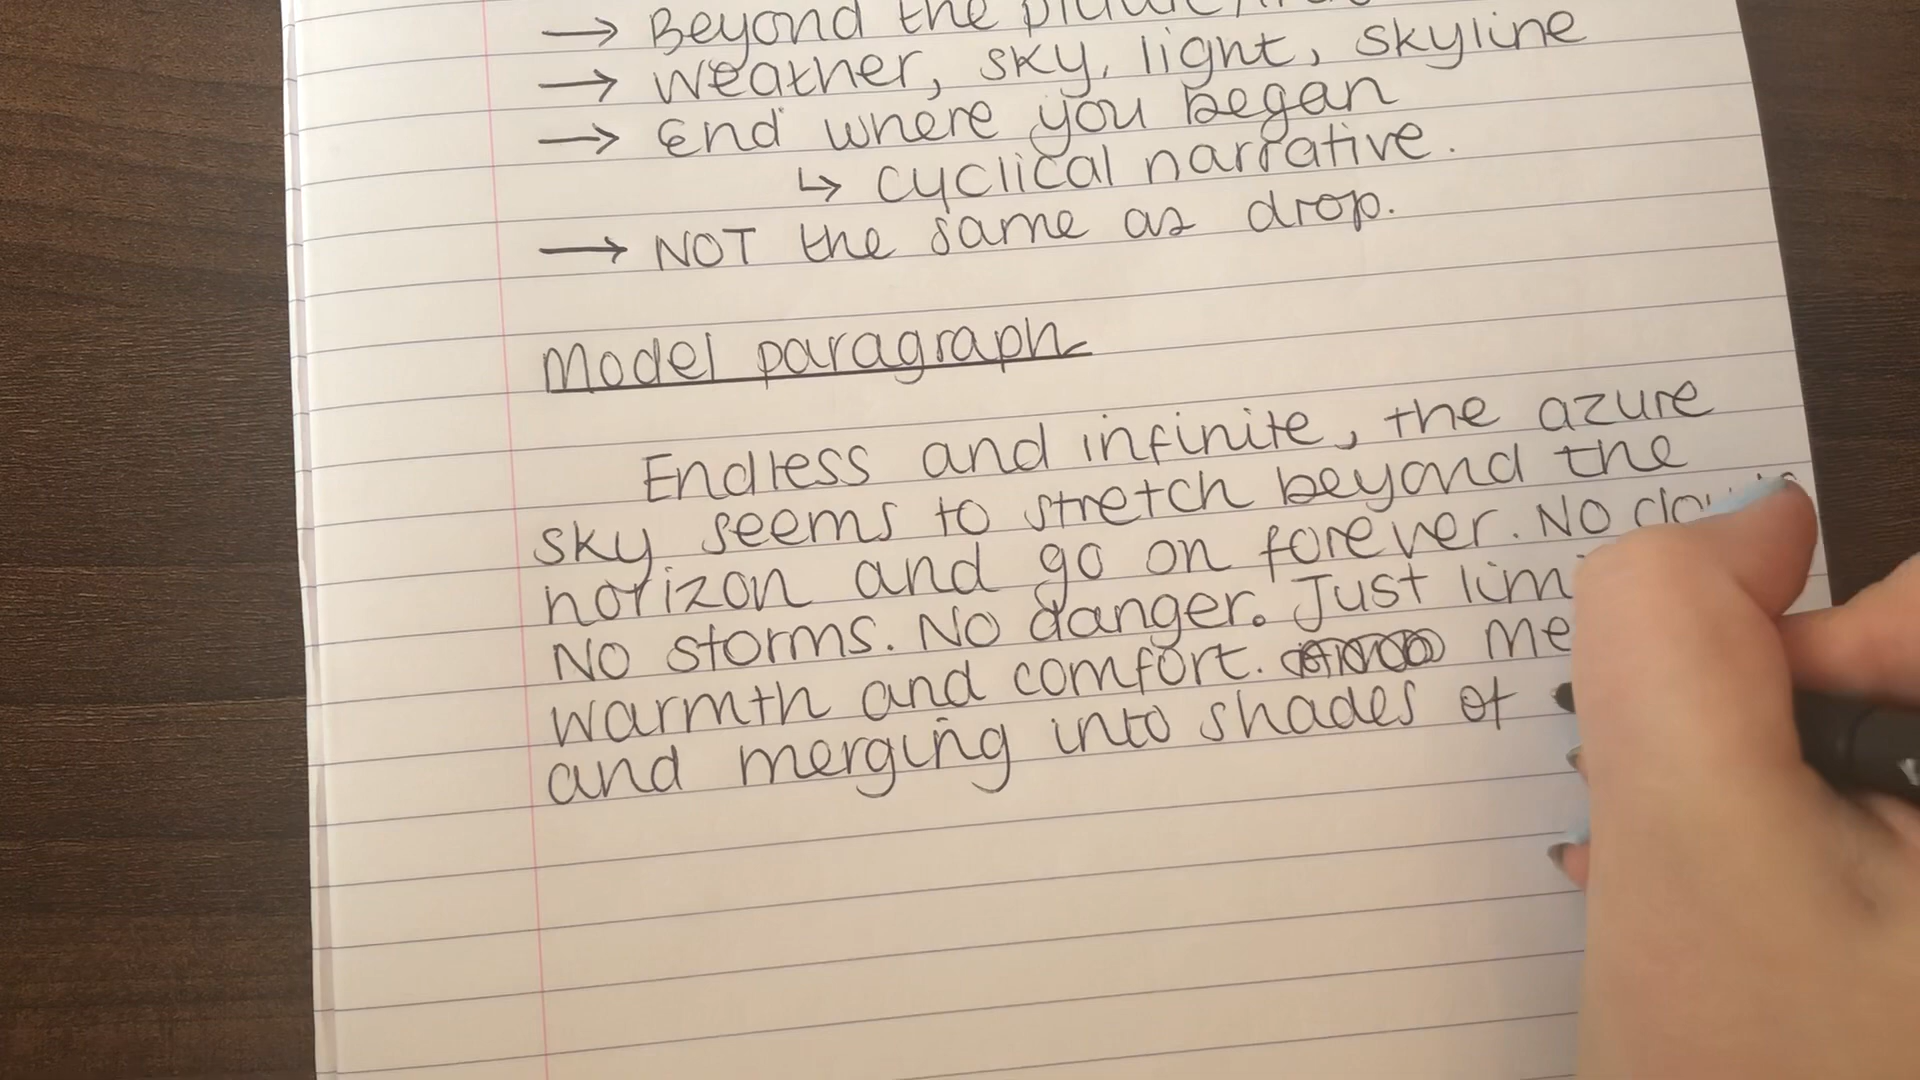 → Beyond the
→ weather, sky, light, skyline
→ End where you began
↳ cyclical narrative.
→ NOT the same as drop.
Model paragraph
Endless and infinite, the azure
sky seems to stretch beyond the
horizon and go on forever. No
No storms. No danger. Just
warmth and comfort.
and merging into shades of